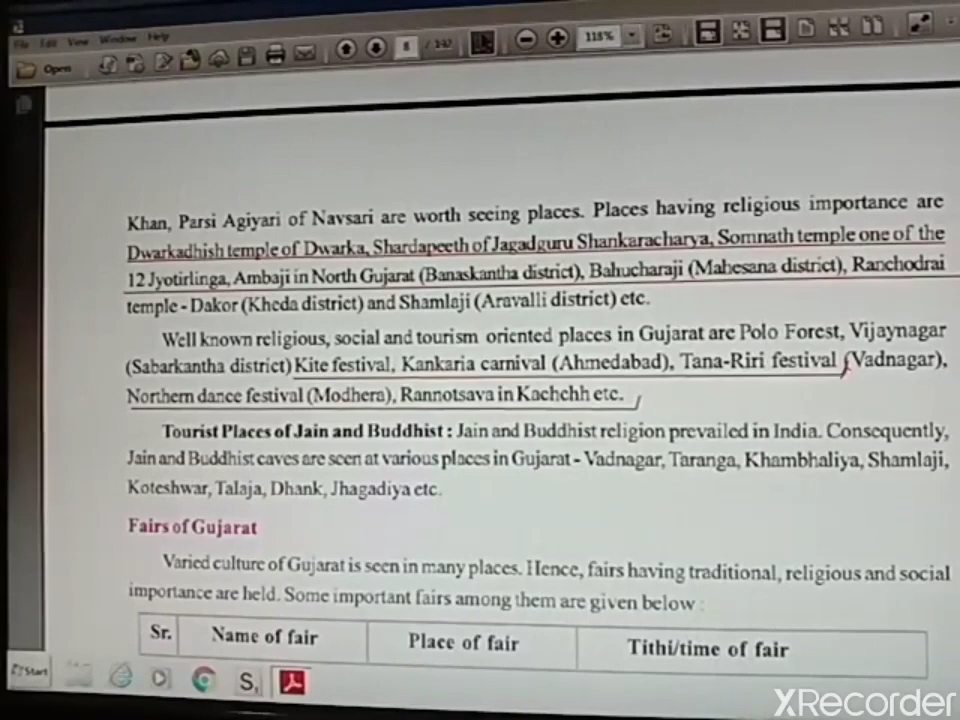 File Edit View Window Help
Open 8 118%
Khan, Parsi Agiyari of Navsari are worth seeing places. Places having religious importance are
Dwarkadhish temple of Dwarka, Shardapeeth of Jagadguru Shankaracharya, Somnath temple one of the
12 Jyotirlinga, Ambaji in North Gujarat (Banaskantha district), Bahucharaji (Mahesana district), Ranchodrai
temple - Dakor (Kheda district) and Shamlaji (Aravalli district) etc.
Well known religious, social and tourism oriented places in Gujarat are Polo Forest, Vijaynagar
(Sabarkantha district) Kite festival, Kankaria carnival (Ahmedabad), Tana-Riri festival (Vadnagar),
Northern dance festival (Modhera), Rannotsava in Kachchh etc.
Tourist Places of Jain and Buddhist : Jain and Buddhist religion prevailed in India. Consequently,
Jain and Buddhist caves are seen at various places in Gujarat - Vadnagar, Taranga, Khambhaliya, Shamlaji,
Koteshwar, Talaja, Dhank, Jhagadiya etc.
Fairs of Gujarat
Varied culture of Gujarat is seen in many places. Hence, fairs having traditional, religious and social
importance are held. Some important fairs among them are given below :
Sr. Name of fair Place of fair Tithi/time of fair
Start
XRecorder